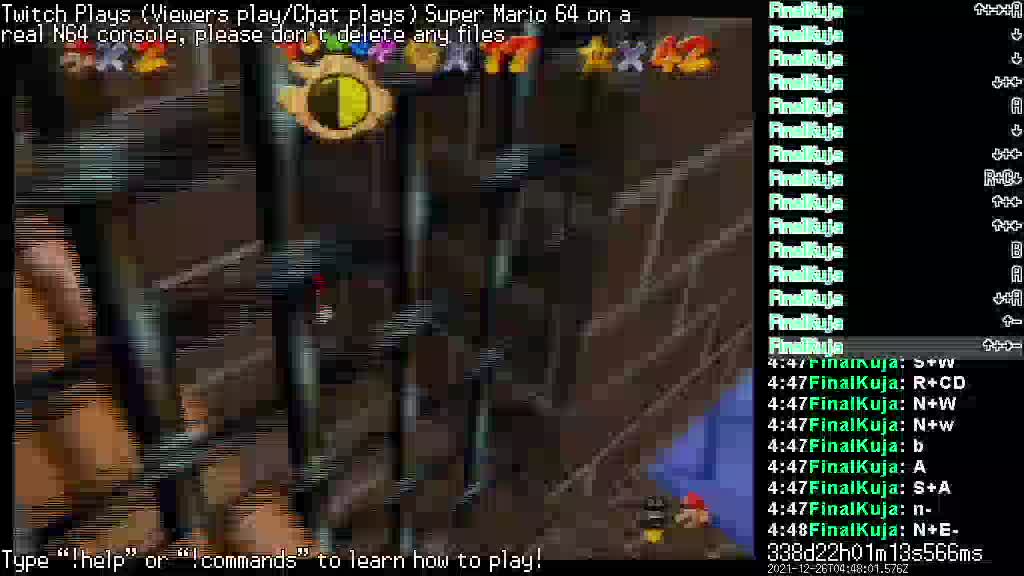 Twitch Plays (Viewers play/Chat plays) Super Mario 64 on a
real N64 console, please don't delete any files
2
77
42
FinalKuja ↑+++A
FinalKuja ↓
FinalKuja ↓
FinalKuja ↓++
FinalKuja A
FinalKuja ↓
FinalKuja ↓++
FinalKuja
FinalKuja ↑++
FinalKuja ↑++
FinalKuja B
FinalKuja A
FinalKuja ↓+A
FinalKuja ↑-
FinalKuja
4:47FinalKuja: S+W
4:47FinalKuja: R+CD
4:47FinalKuja: N+W
4:47FinalKuja: N+w
4:47FinalKuja: b
4:47FinalKuja: A
4:47FinalKuja: S+A
4:47FinalKuja: n-
4:48FinalKuja: N+E-
Type “!help” or “!commands” to learn how to play!
338d22h01m13s566ms
2021-12-26T04:48:01.576Z